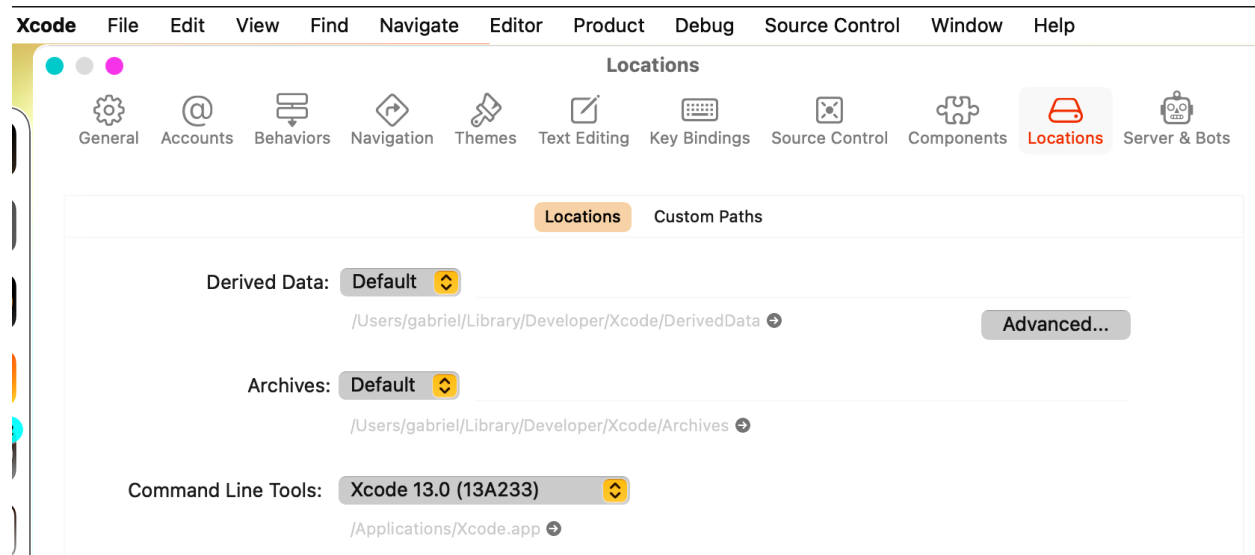 Xcode File Edit View Find Navigate Editor Product Debug Source Control Window Help
Locations
General Accounts Behaviors Navigation Themes Text Editing Key Bindings Source Control Components Locations Server & Bots
Locations Custom Paths
Derived Data: Default
/Users/gabriel/Library/Developer/Xcode/DerivedData
Advanced...
Archives: Default
/Users/gabriel/Library/Developer/Xcode/Archives
Command Line Tools: Xcode 13.0 (13A233)
/Applications/Xcode.app